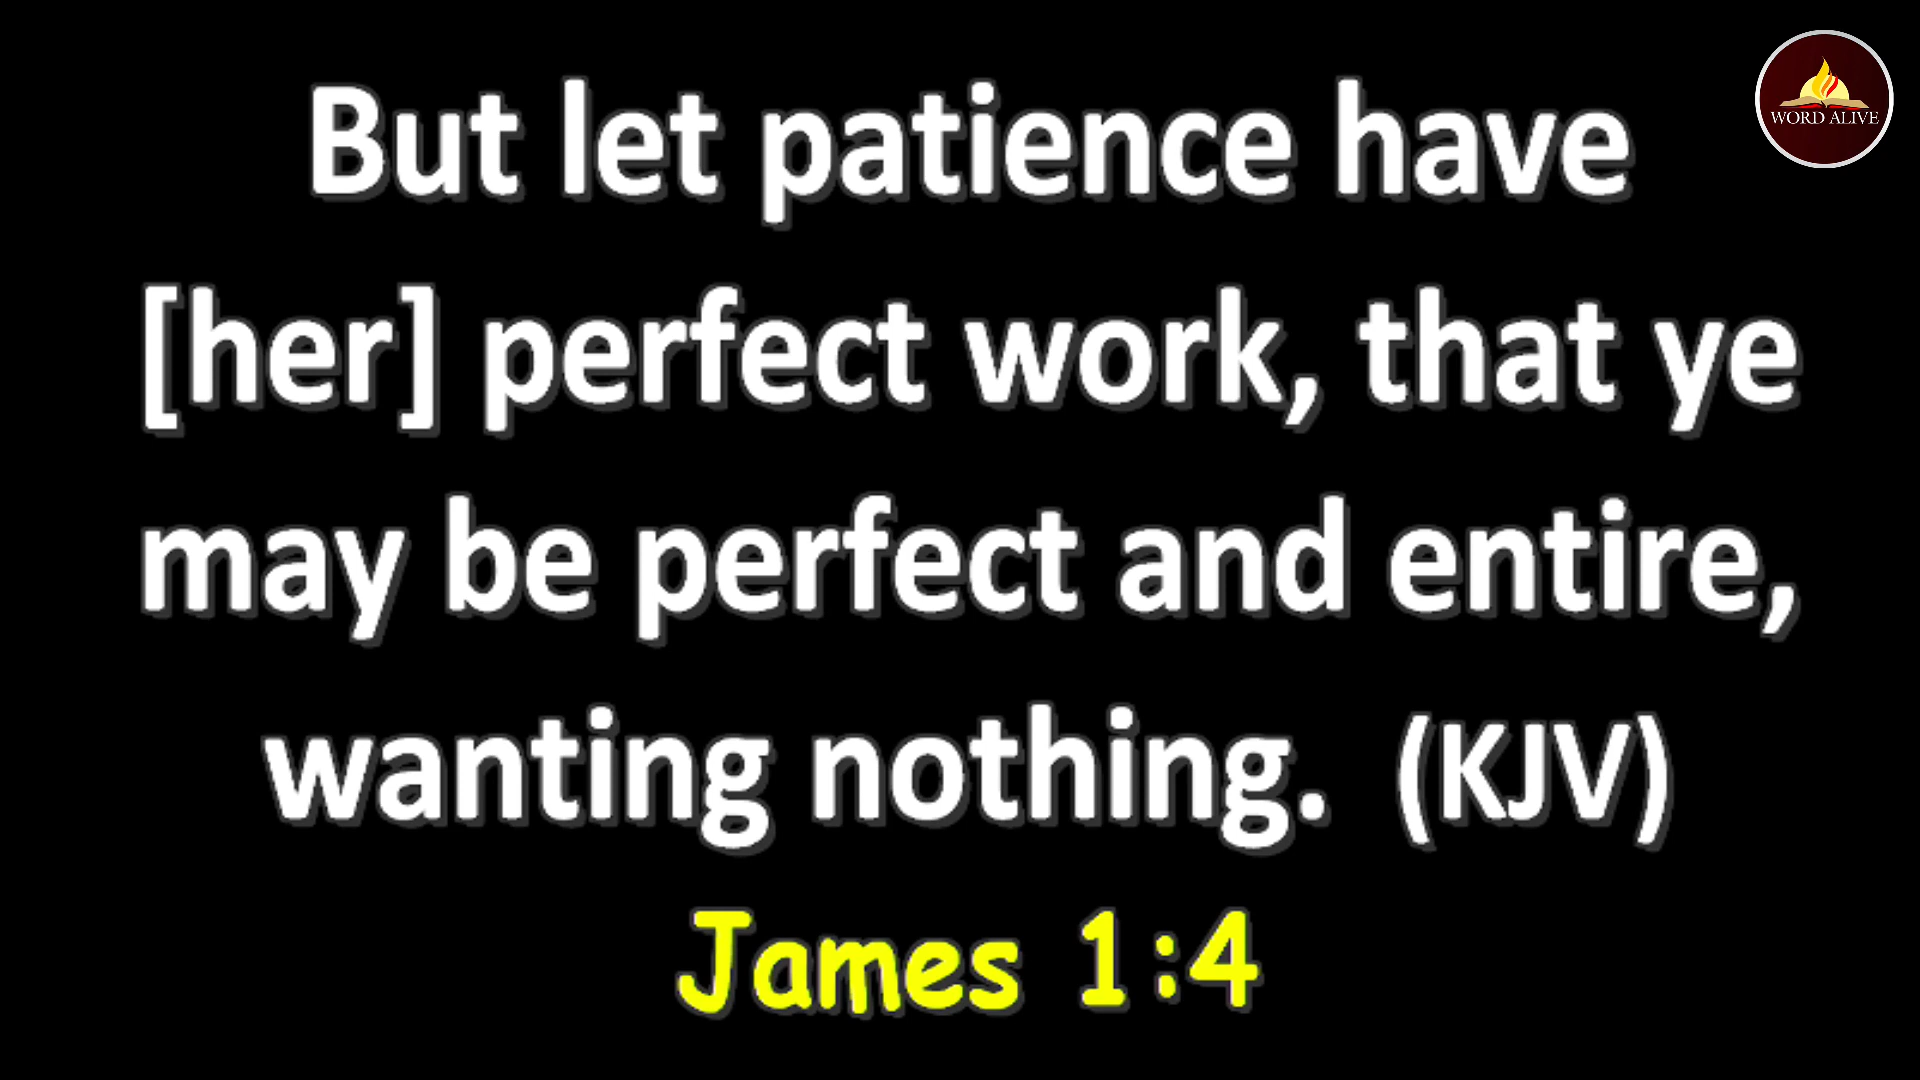 But let patience have
[her] perfect work, that ye
may be perfect and entire,
wanting nothing.  (KJV)
James 1:4
WORD ALIVE